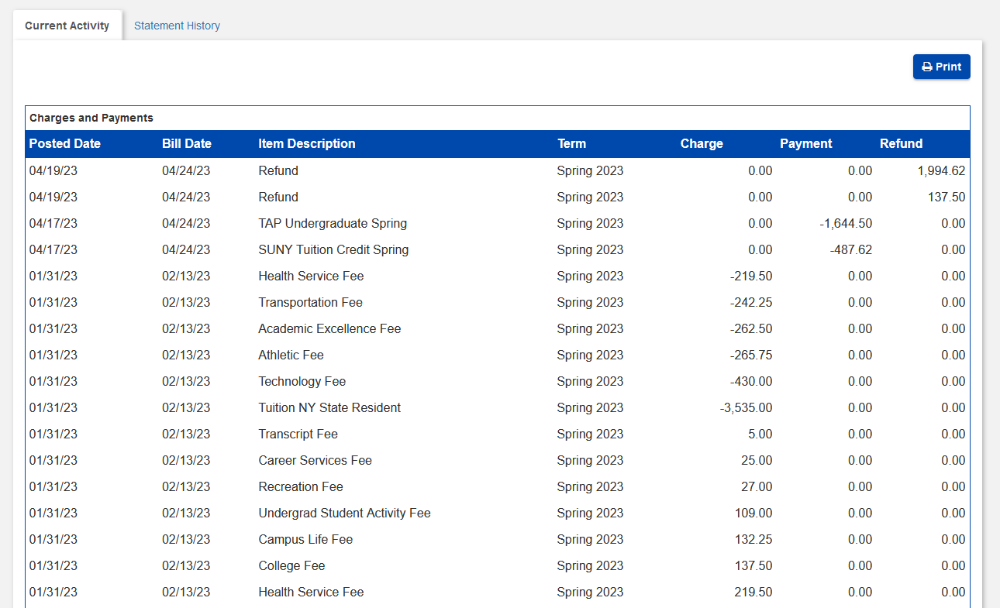 Current Activity Statement History
Print
Charges and Payments
Posted Date Bill Date Item Description Term Charge Payment Refund
04/19/23 04/24/23 Refund Spring 2023 0.00 0.00 1,994.62
04/19/23 04/24/23 Refund Spring 2023 0.00 0.00 137.50
04/17/23 04/24/23 TAP Undergraduate Spring Spring 2023 0.00 -1,644.50 0.00
04/17/23 04/24/23 SUNY Tuition Credit Spring Spring 2023 0.00 -487.62 0.00
01/31/23 02/13/23 Health Service Fee Spring 2023 -219.50 0.00 0.00
01/31/23 02/13/23 Transportation Fee Spring 2023 -242.25 0.00 0.00
01/31/23 02/13/23 Academic Excellence Fee Spring 2023 -262.50 0.00 0.00
01/31/23 02/13/23 Athletic Fee Spring 2023 -265.75 0.00 0.00
01/31/23 02/13/23 Technology Fee Spring 2023 -430.00 0.00 0.00
01/31/23 02/13/23 Tuition NY State Resident Spring 2023 -3,535.00 0.00 0.00
01/31/23 02/13/23 Transcript Fee Spring 2023 5.00 0.00 0.00
01/31/23 02/13/23 Career Services Fee Spring 2023 25.00 0.00 0.00
01/31/23 02/13/23 Recreation Fee Spring 2023 27.00 0.00 0.00
01/31/23 02/13/23 Undergrad Student Activity Fee Spring 2023 109.00 0.00 0.00
01/31/23 02/13/23 Campus Life Fee Spring 2023 132.25 0.00 0.00
01/31/23 02/13/23 College Fee Spring 2023 137.50 0.00 0.00
01/31/23 02/13/23 Health Service Fee Spring 2023 219.50 0.00 0.00